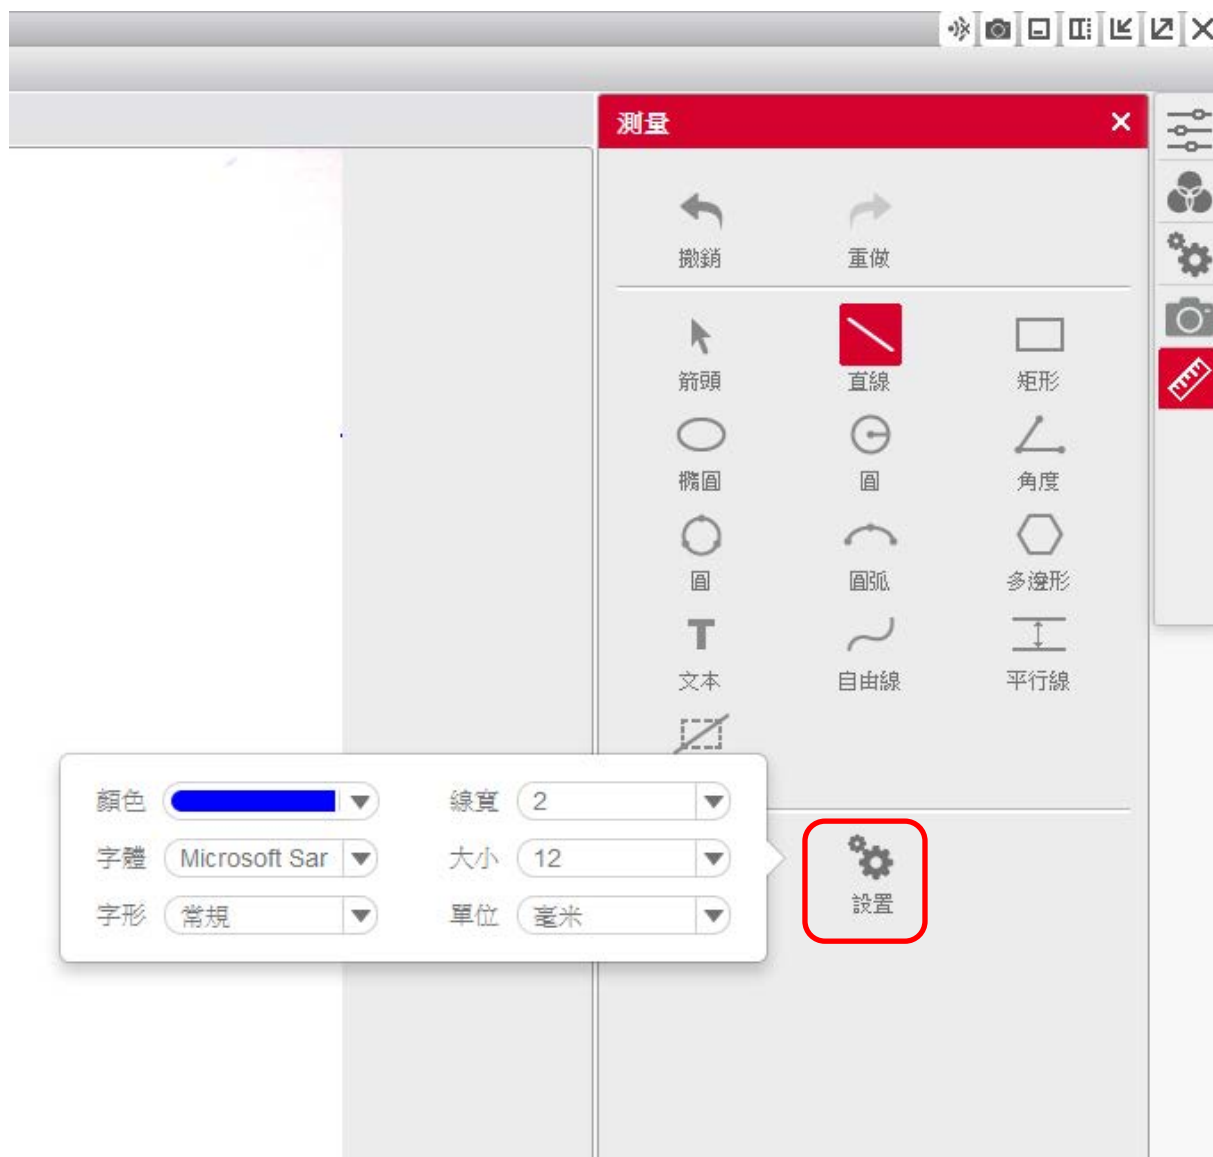 測量
撤銷 重做
箭頭 直線 矩形
橢圓 圓 角度
圓 圓弧 多邊形
文本 自由線 平行線
顏色 線寬 2
字體 Microsoft Sar 大小 12
字形 常規 單位 毫米
設置